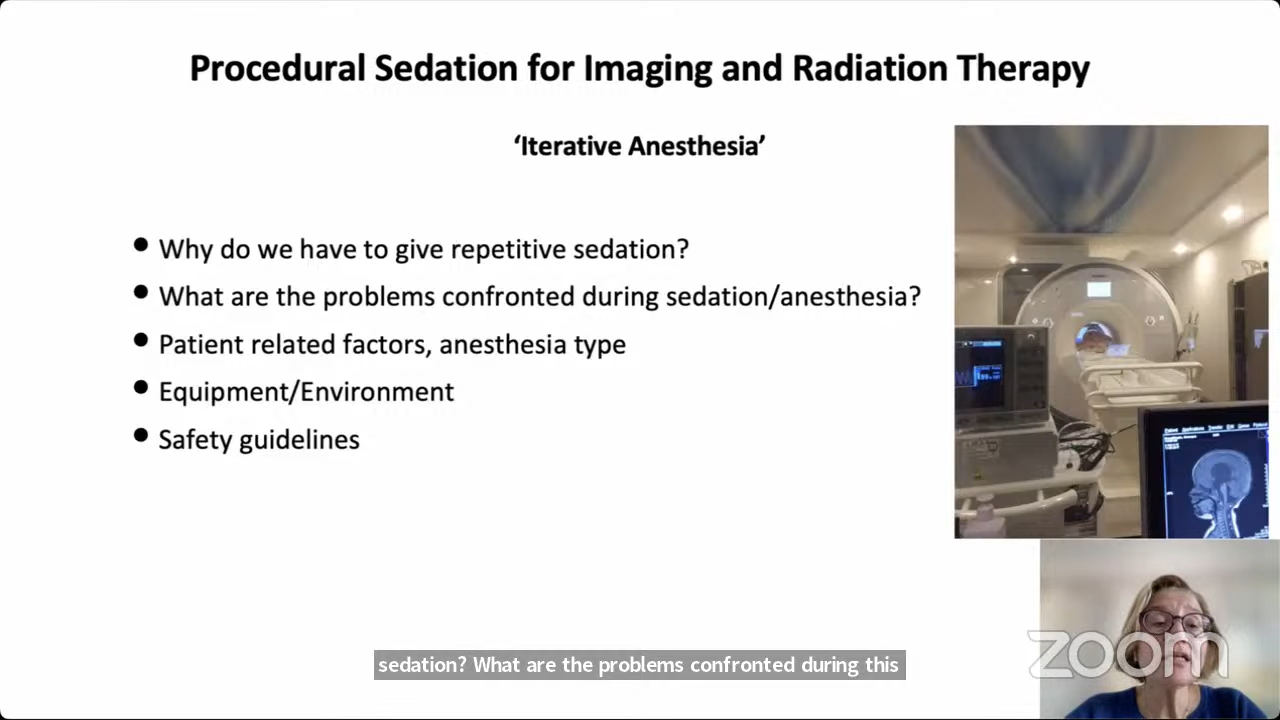 Procedural Sedation for Imaging and Radiation Therapy
‘Iterative Anesthesia’
• Why do we have to give repetitive sedation?
• What are the problems confronted during sedation/anesthesia?
• Patient related factors, anesthesia type
• Equipment/Environment
• Safety guidelines
sedation? What are the problems confronted during this
zoom